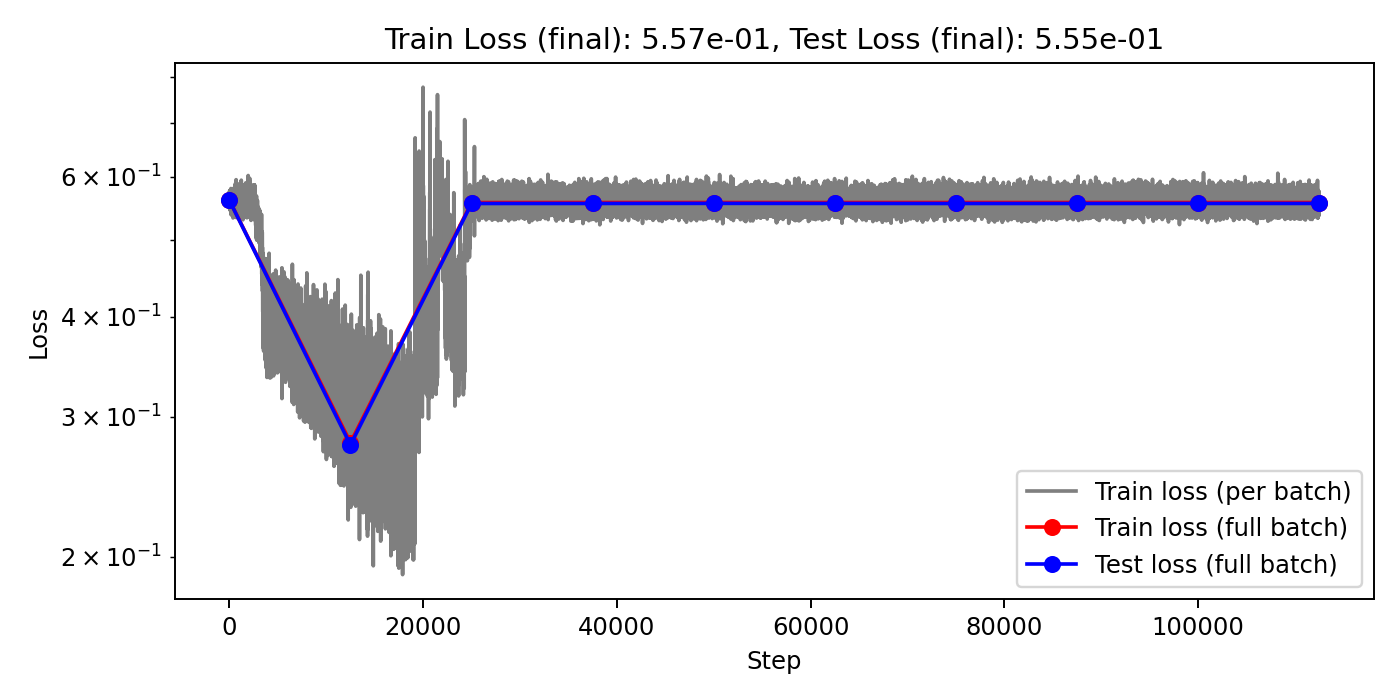 Train Loss (final): 5.57e-01, Test Loss (final): 5.55e-01
Loss
6 × 10⁻¹
4 × 10⁻¹
3 × 10⁻¹
2 × 10⁻¹
Train loss (per batch)
Train loss (full batch)
Test loss (full batch)
0 20000 40000 60000 80000 100000
Step